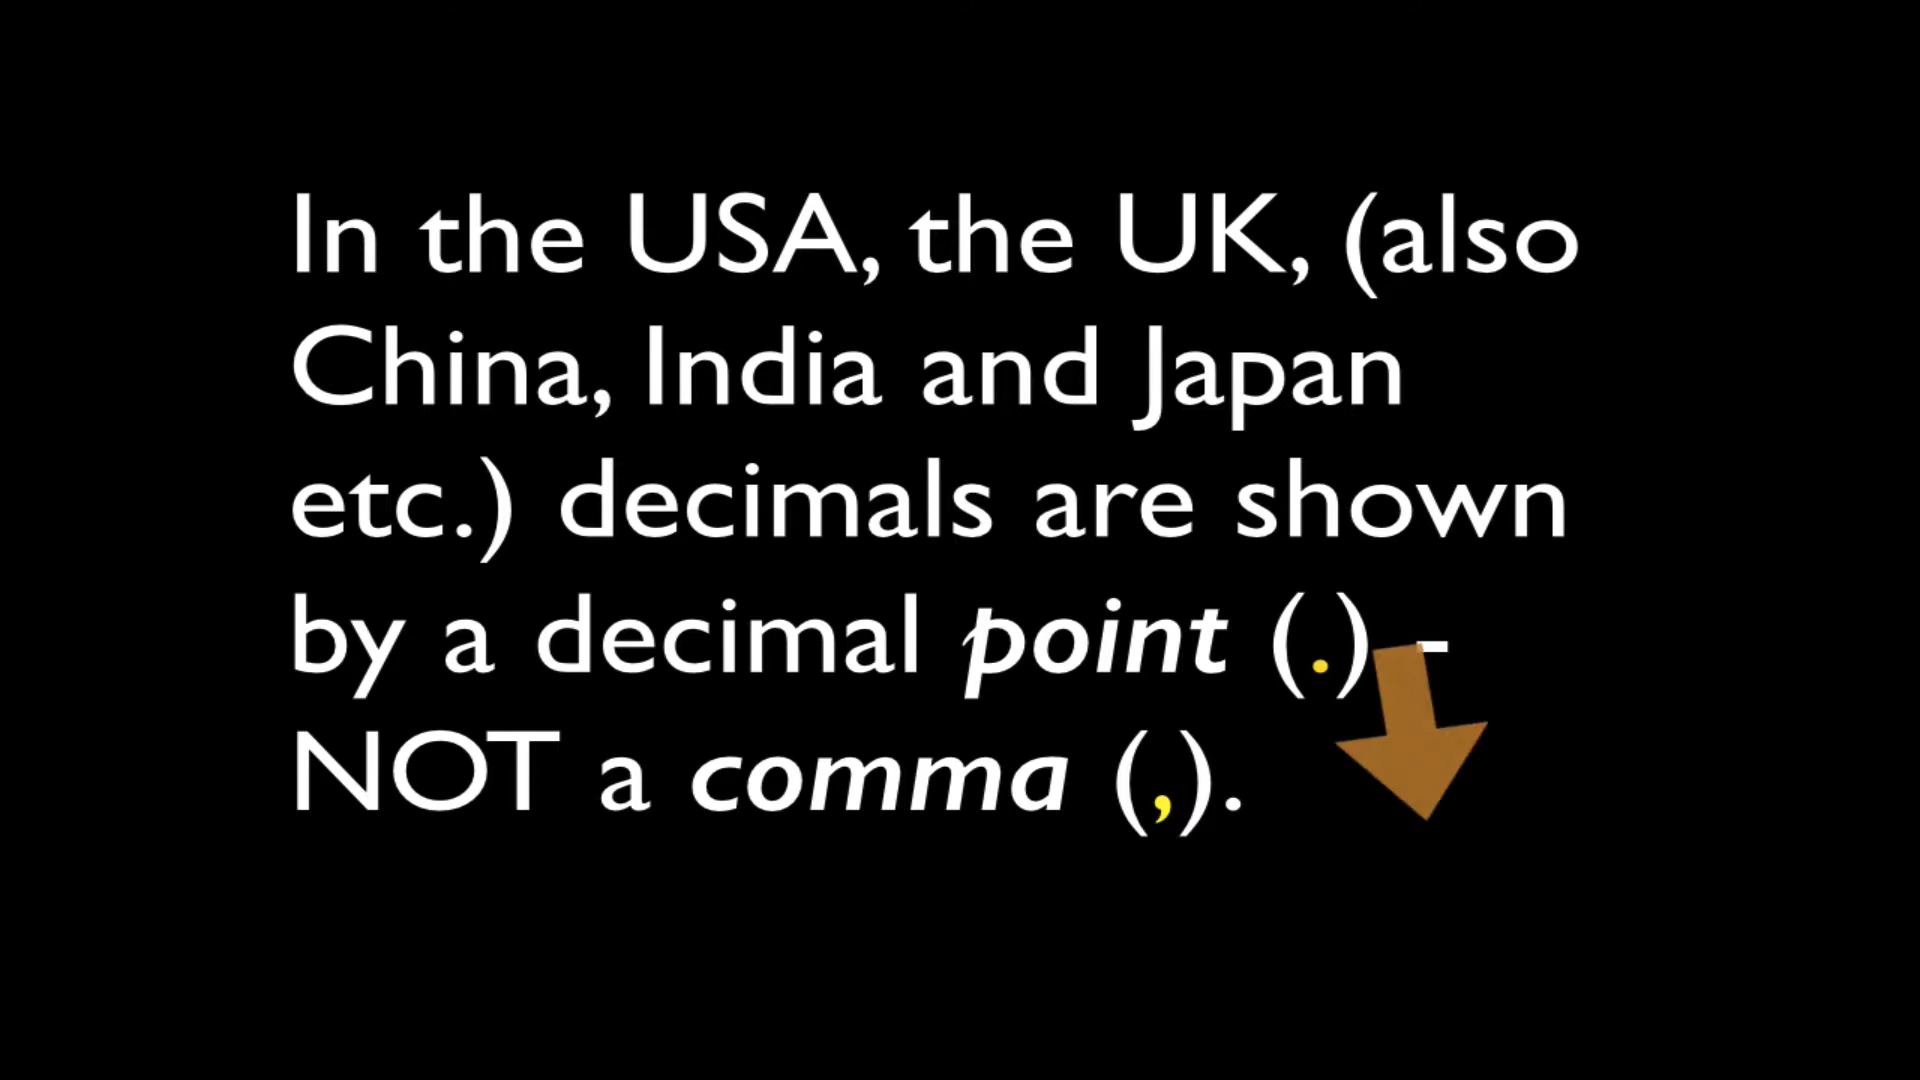 In the USA, the UK, (also
China, India and Japan
etc.) decimals are shown
by a decimal point (.) -
NOT a comma (,).